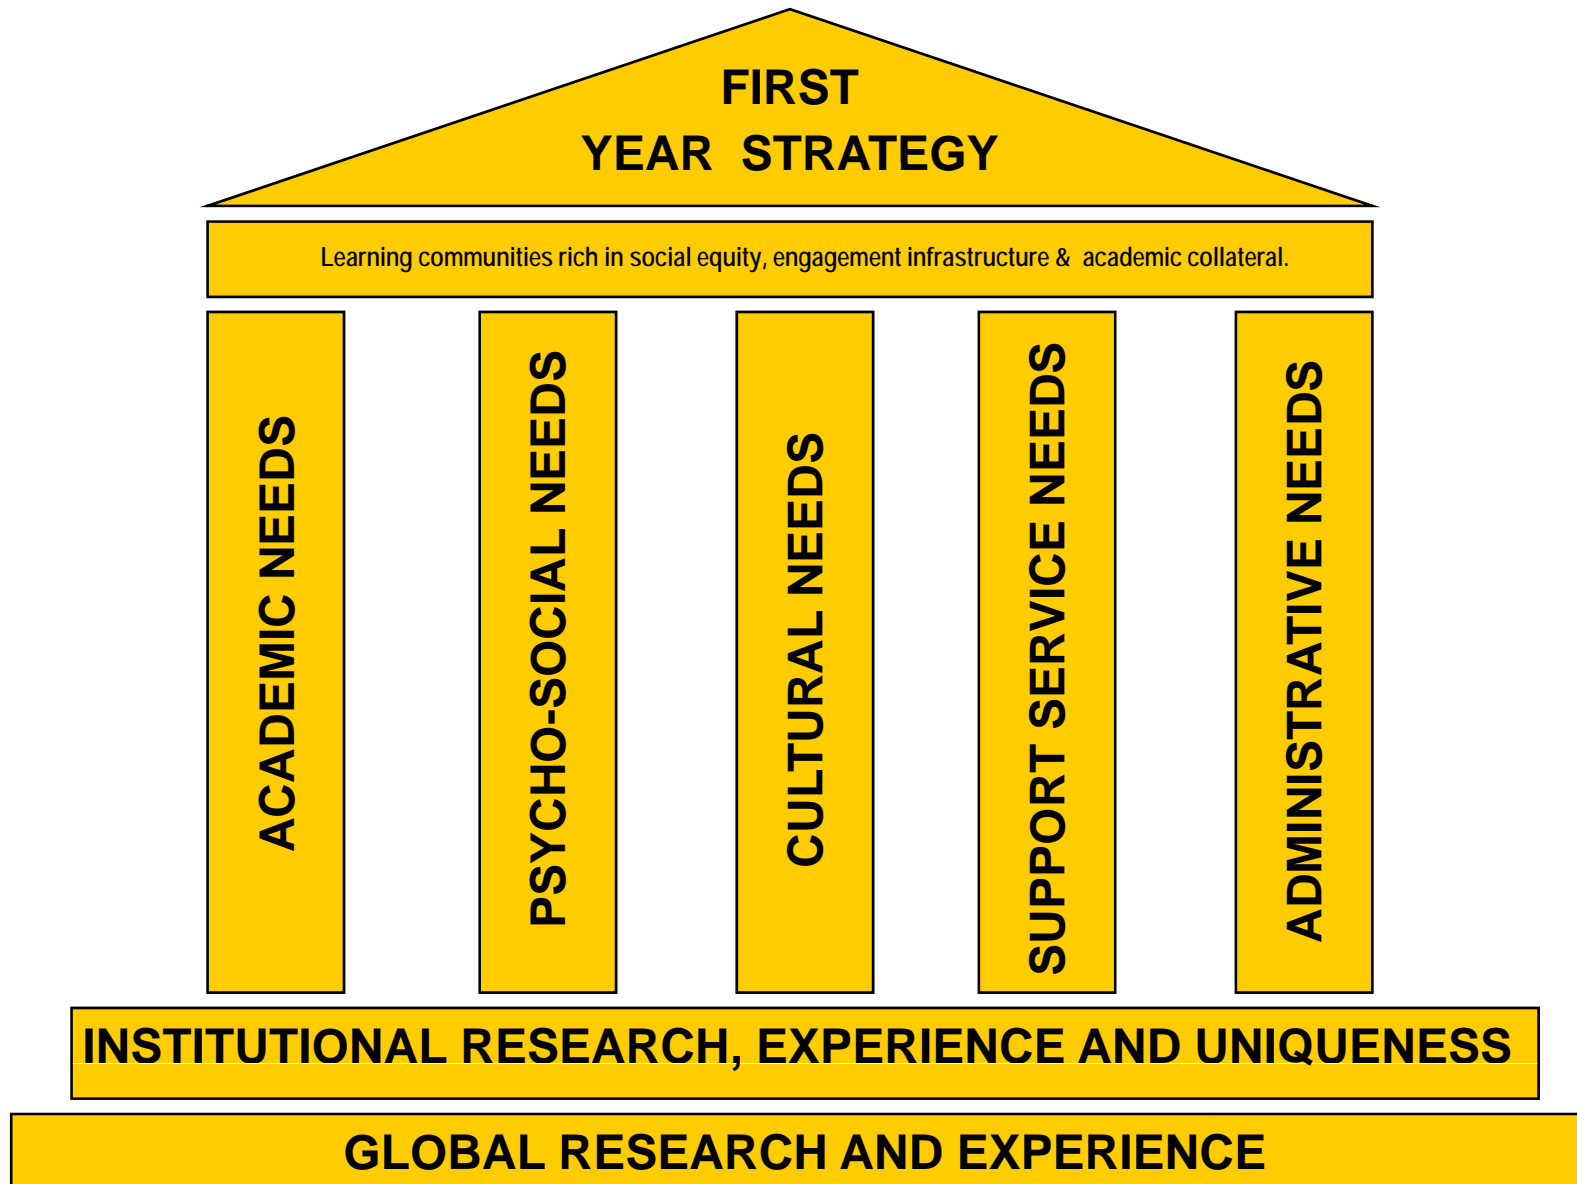 FIRST
YEAR STRATEGY
Learning communities rich in social equity, engagement infrastructure & academic collateral.
ACADEMIC NEEDS
PSYCHO-SOCIAL NEEDS
CULTURAL NEEDS
SUPPORT SERVICE NEEDS
ADMINISTRATIVE NEEDS
INSTITUTIONAL RESEARCH, EXPERIENCE AND UNIQUENESS
GLOBAL RESEARCH AND EXPERIENCE